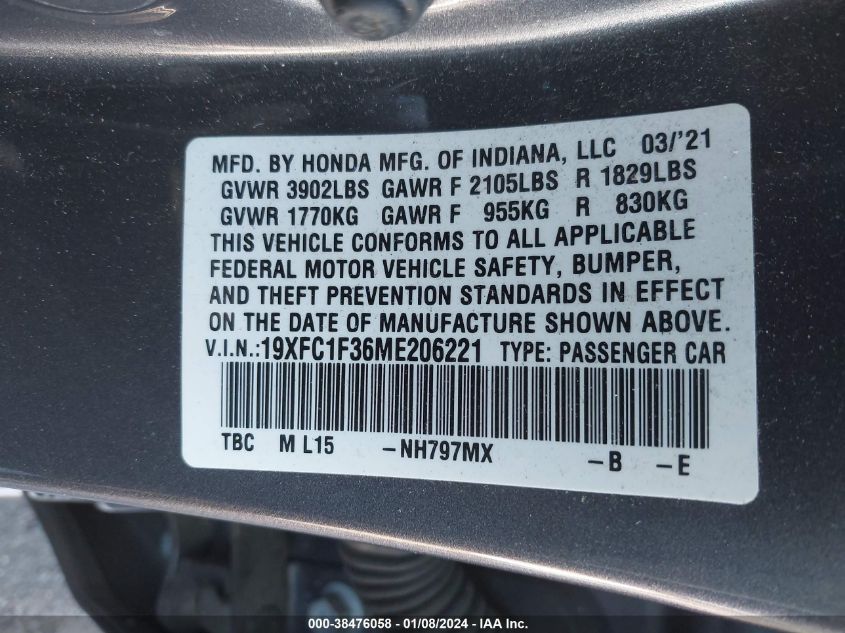 MFD. BY HONDA MFG. OF INDIANA, LLC 03/'21
GVWR 3902LBS GAWR F 2105LBS R 1829LBS
GVWR 1770KG GAWR F 955KG R 830KG
THIS VEHICLE CONFORMS TO ALL APPLICABLE
FEDERAL MOTOR VEHICLE SAFETY, BUMPER,
AND THEFT PREVENTION STANDARDS IN EFFECT
ON THE DATE OF MANUFACTURE SHOWN ABOVE.
V.I.N.:19XFC1F36ME206221 TYPE: PASSENGER CAR
TBC M L15 -NH797MX -B -E
000-38476058 - 01/08/2024 - IMAGE © IAA, LLC.